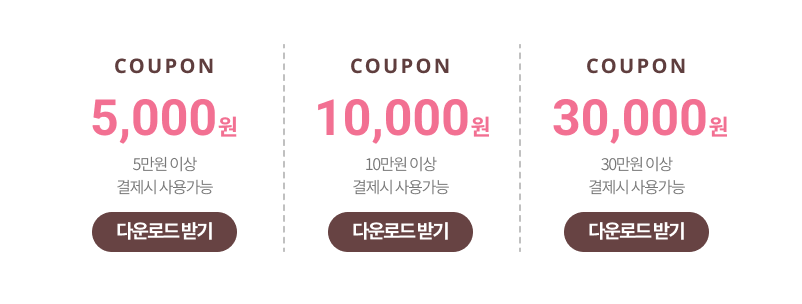 COUPON
5,000원
5만원 이상
결제시 사용가능
다운로드 받기
COUPON
10,000원
10만원 이상
결제시 사용가능
다운로드 받기
COUPON
30,000원
30만원 이상
결제시 사용가능
다운로드 받기